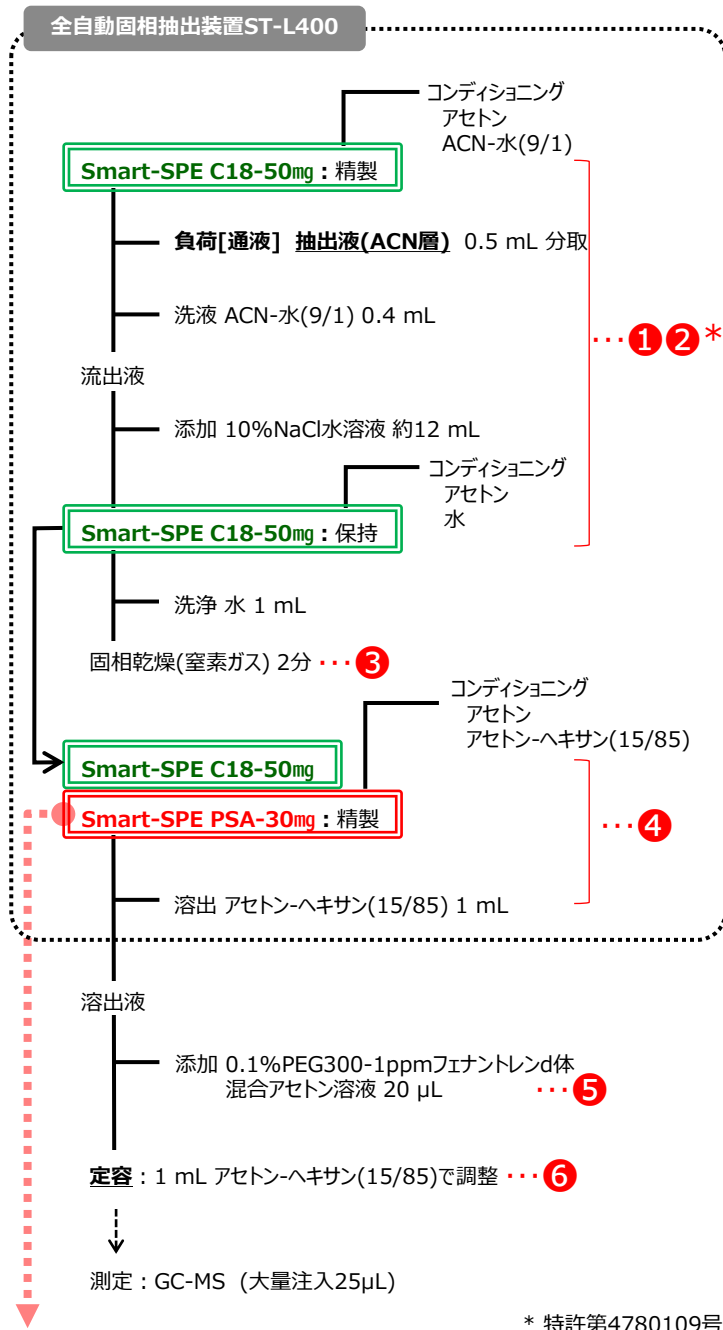 全自動固相抽出装置ST-L400
コンディショニング
アセトン
ACN-水(9/1)
Smart-SPE C18-50mg : 精製
負荷[通液] 抽出液(ACN層) 0.5 mL 分取
洗液 ACN-水(9/1) 0.4 mL
…❶❷*
流出液
添加 10%NaCl水溶液 約12 mL
コンディショニング
アセトン
水
Smart-SPE C18-50mg : 保持
洗浄 水 1 mL
固相乾燥(窒素ガス) 2分 …❸
コンディショニング
アセトン
アセトン-ヘキサン(15/85)
Smart-SPE C18-50mg
Smart-SPE PSA-30mg : 精製
…❹
溶出 アセトン-ヘキサン(15/85) 1 mL
溶出液
添加 0.1%PEG300-1ppmフェナントレンd体
混合アセトン溶液 20 µL …❺
定容 : 1 mL アセトン-ヘキサン(15/85)で調整 …❻
測定 : GC-MS (大量注入25µL)
* 特許第4780109号